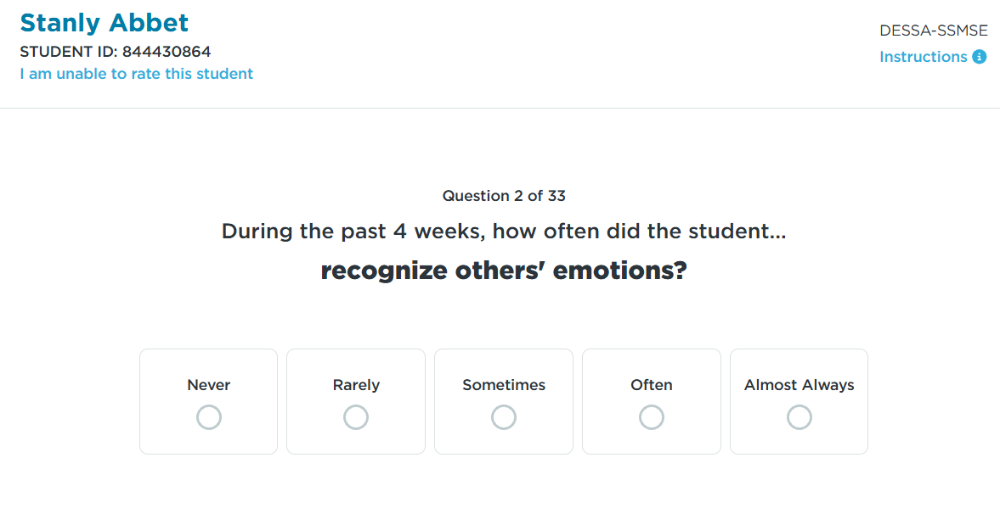 Stanly Abbet
STUDENT ID: 844430864
I am unable to rate this student
DESSA-SSMSE
Instructions
Question 2 of 33
During the past 4 weeks, how often did the student...
recognize others' emotions?
Never
Rarely
Sometimes
Often
Almost Always